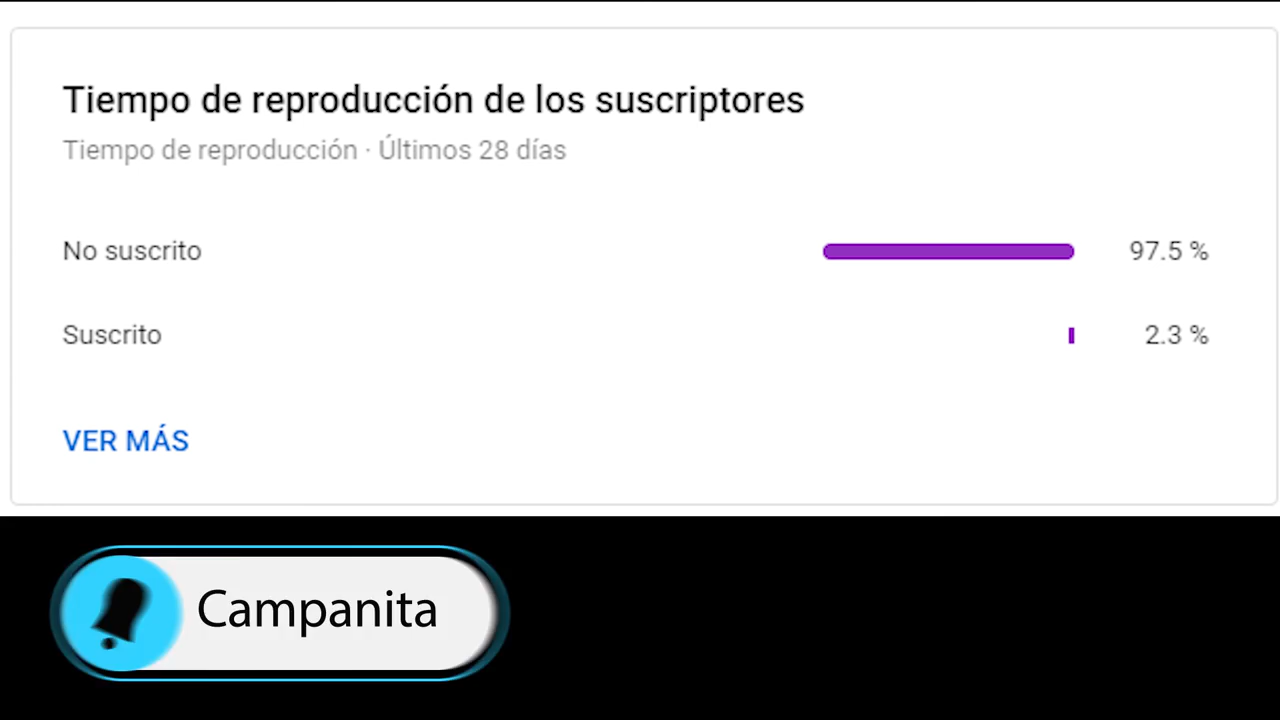 Tiempo de reproducción de los suscriptores
Tiempo de reproducción · Últimos 28 días
No suscrito 97.5 %
Suscrito 2.3 %
VER MÁS
Campanita